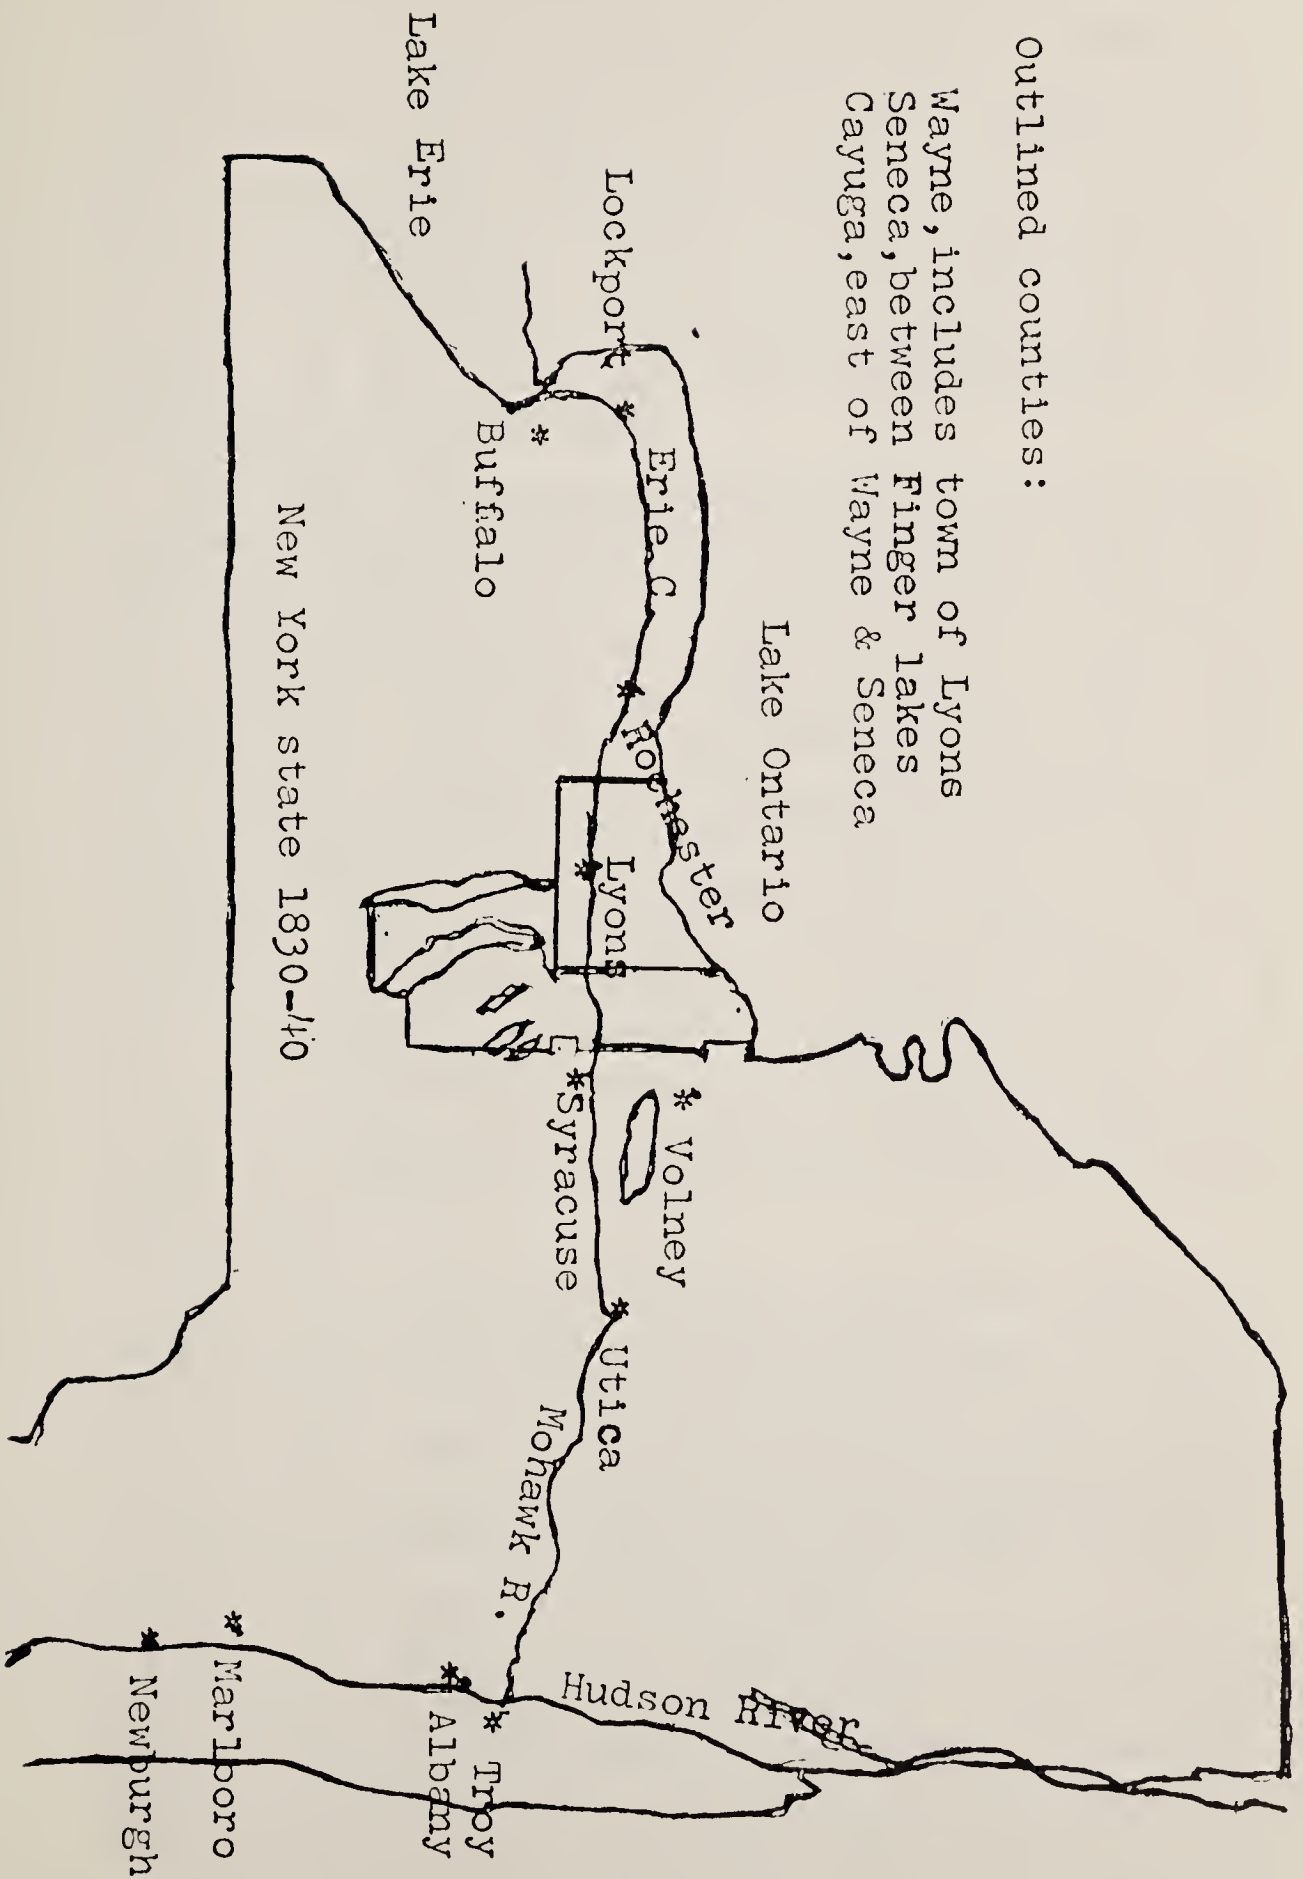 Outlined counties:
Wayne,includes town of Lyons
Seneca,between Finger lakes
Cayuga,east of Wayne & Seneca
Lake Ontario
Lake Erie
Lockport
Erie C
Buffalo
Rochester
Lyons
Volney
Syracuse
Utica
Mohawk R.
Hudson River
Troy
Albany
Marlboro
Newburgh
New York state 1830-40